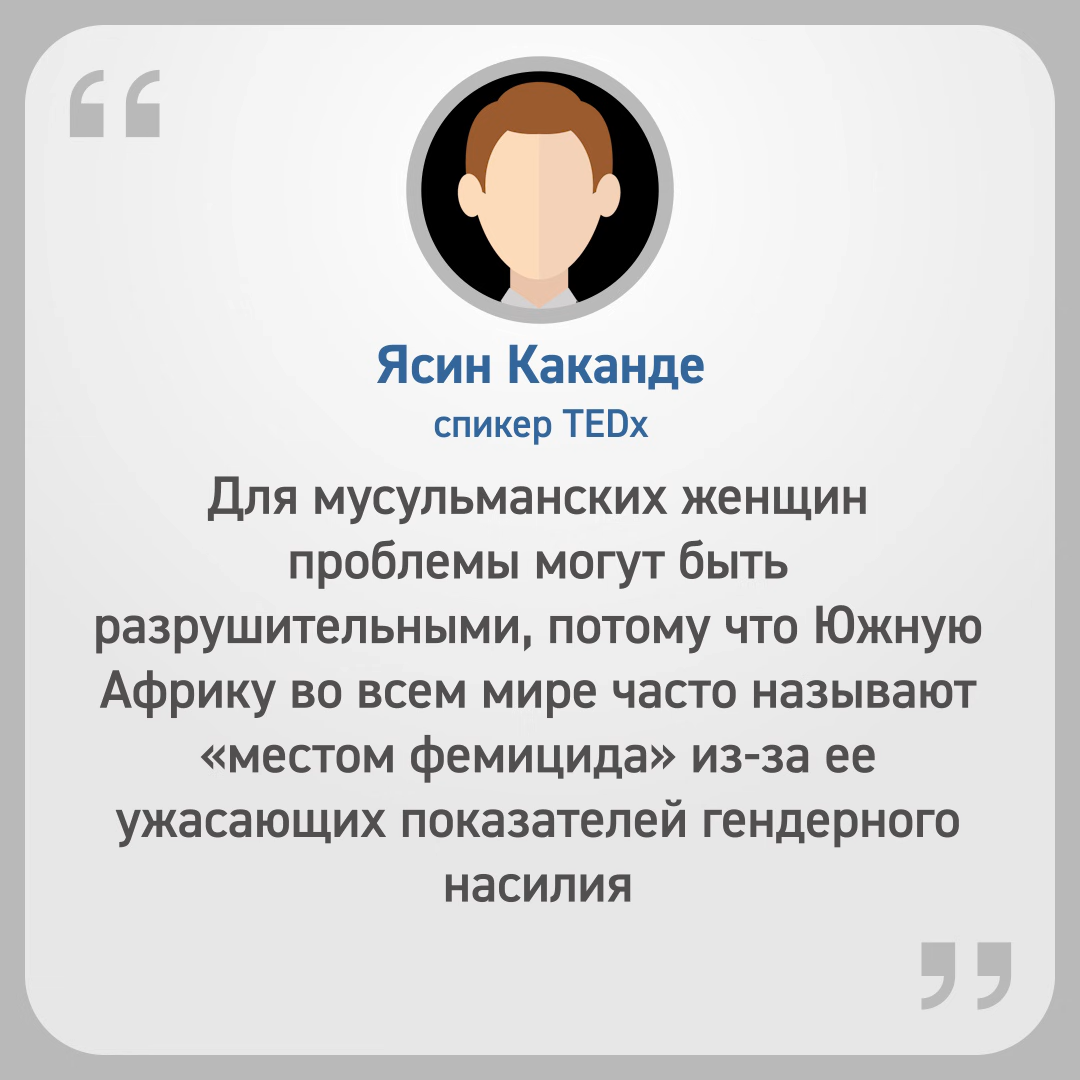 “
Ясин Каканде
спикер TEDx
Для мусульманских женщин
проблемы могут быть
разрушительными, потому что Южную
Африку во всем мире часто называют
«местом фемицида» из-за ее
ужасающих показателей гендерного
насилия
”